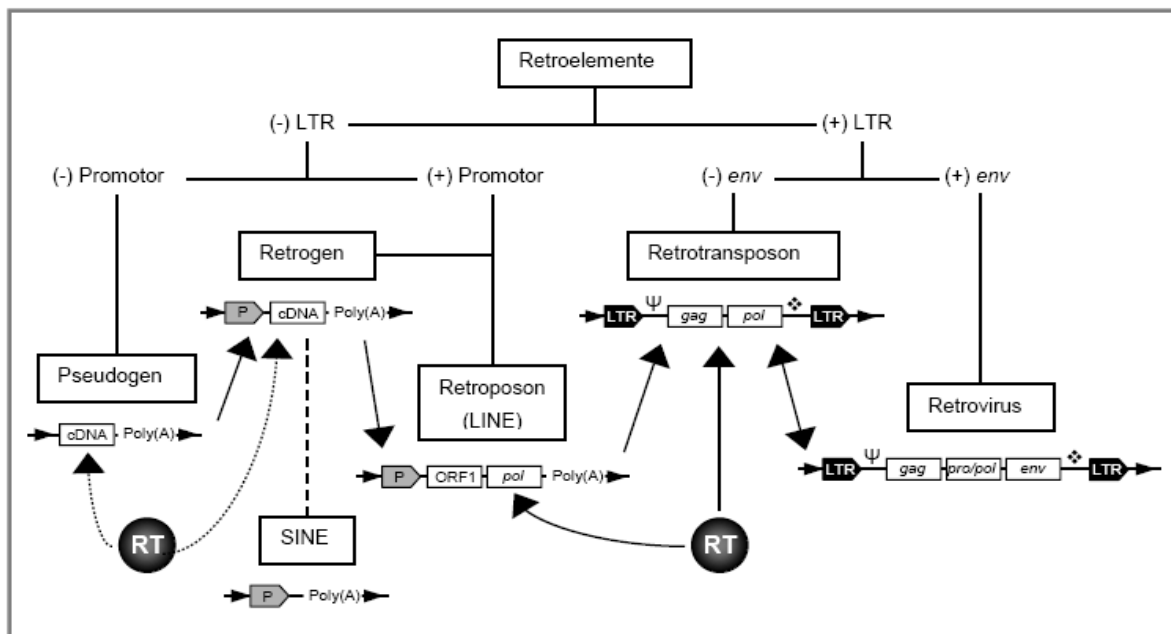 Retroelemente
(-) LTR
(+) LTR
(-) Promotor
(+) Promotor
(-) env
(+) env
Retrogen
Retrotransposon
P cDNA Poly(A)
LTR Ψ gag pol ❖ LTR
Pseudogen
Retroposon
(LINE)
Retrovirus
cDNA Poly(A)
P ORF1 pol Poly(A)
LTR Ψ gag pro/pol env ❖ LTR
RT
SINE
RT
P Poly(A)